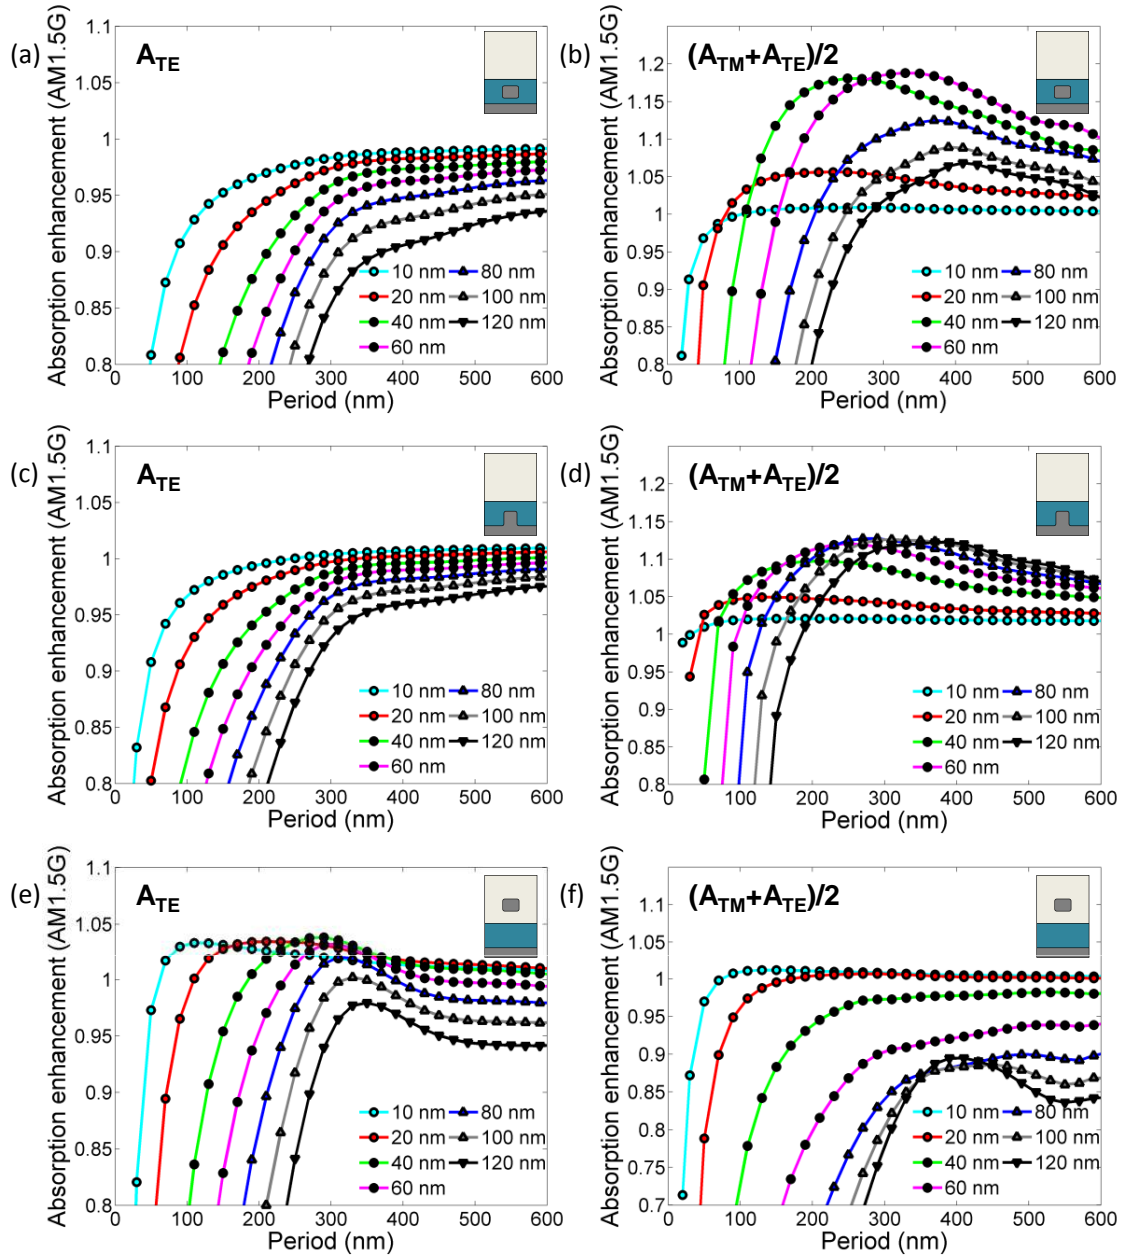 (a)
Absorption enhancement (AM1.5G)
A_TE
1.1
1.05
1
0.95
0.9
0.85
0.8
0 100 200 300 400 500 600
Period (nm)
10 nm 80 nm
20 nm 100 nm
40 nm 120 nm
60 nm
(b)
Absorption enhancement (AM1.5G)
(A_TM+A_TE)/2
1.2
1.15
1.1
1.05
1
0.95
0.9
0.85
0.8
0 100 200 300 400 500 600
Period (nm)
10 nm 80 nm
20 nm 100 nm
40 nm 120 nm
60 nm
(c)
Absorption enhancement (AM1.5G)
A_TE
1.1
1.05
1
0.95
0.9
0.85
0.8
0 100 200 300 400 500 600
Period (nm)
10 nm 80 nm
20 nm 100 nm
40 nm 120 nm
60 nm
(d)
Absorption enhancement (AM1.5G)
(A_TM+A_TE)/2
1.2
1.15
1.1
1.05
1
0.95
0.9
0.85
0.8
0 100 200 300 400 500 600
Period (nm)
10 nm 80 nm
20 nm 100 nm
40 nm 120 nm
60 nm
(e)
Absorption enhancement (AM1.5G)
A_TE
1.1
1.05
1
0.95
0.9
0.85
0.8
0 100 200 300 400 500 600
Period (nm)
10 nm 80 nm
20 nm 100 nm
40 nm 120 nm
60 nm
(f)
Absorption enhancement (AM1.5G)
(A_TM+A_TE)/2
1.1
1.05
1
0.95
0.9
0.85
0.8
0.75
0.7
0 100 200 300 400 500 600
Period (nm)
10 nm 80 nm
20 nm 100 nm
40 nm 120 nm
60 nm